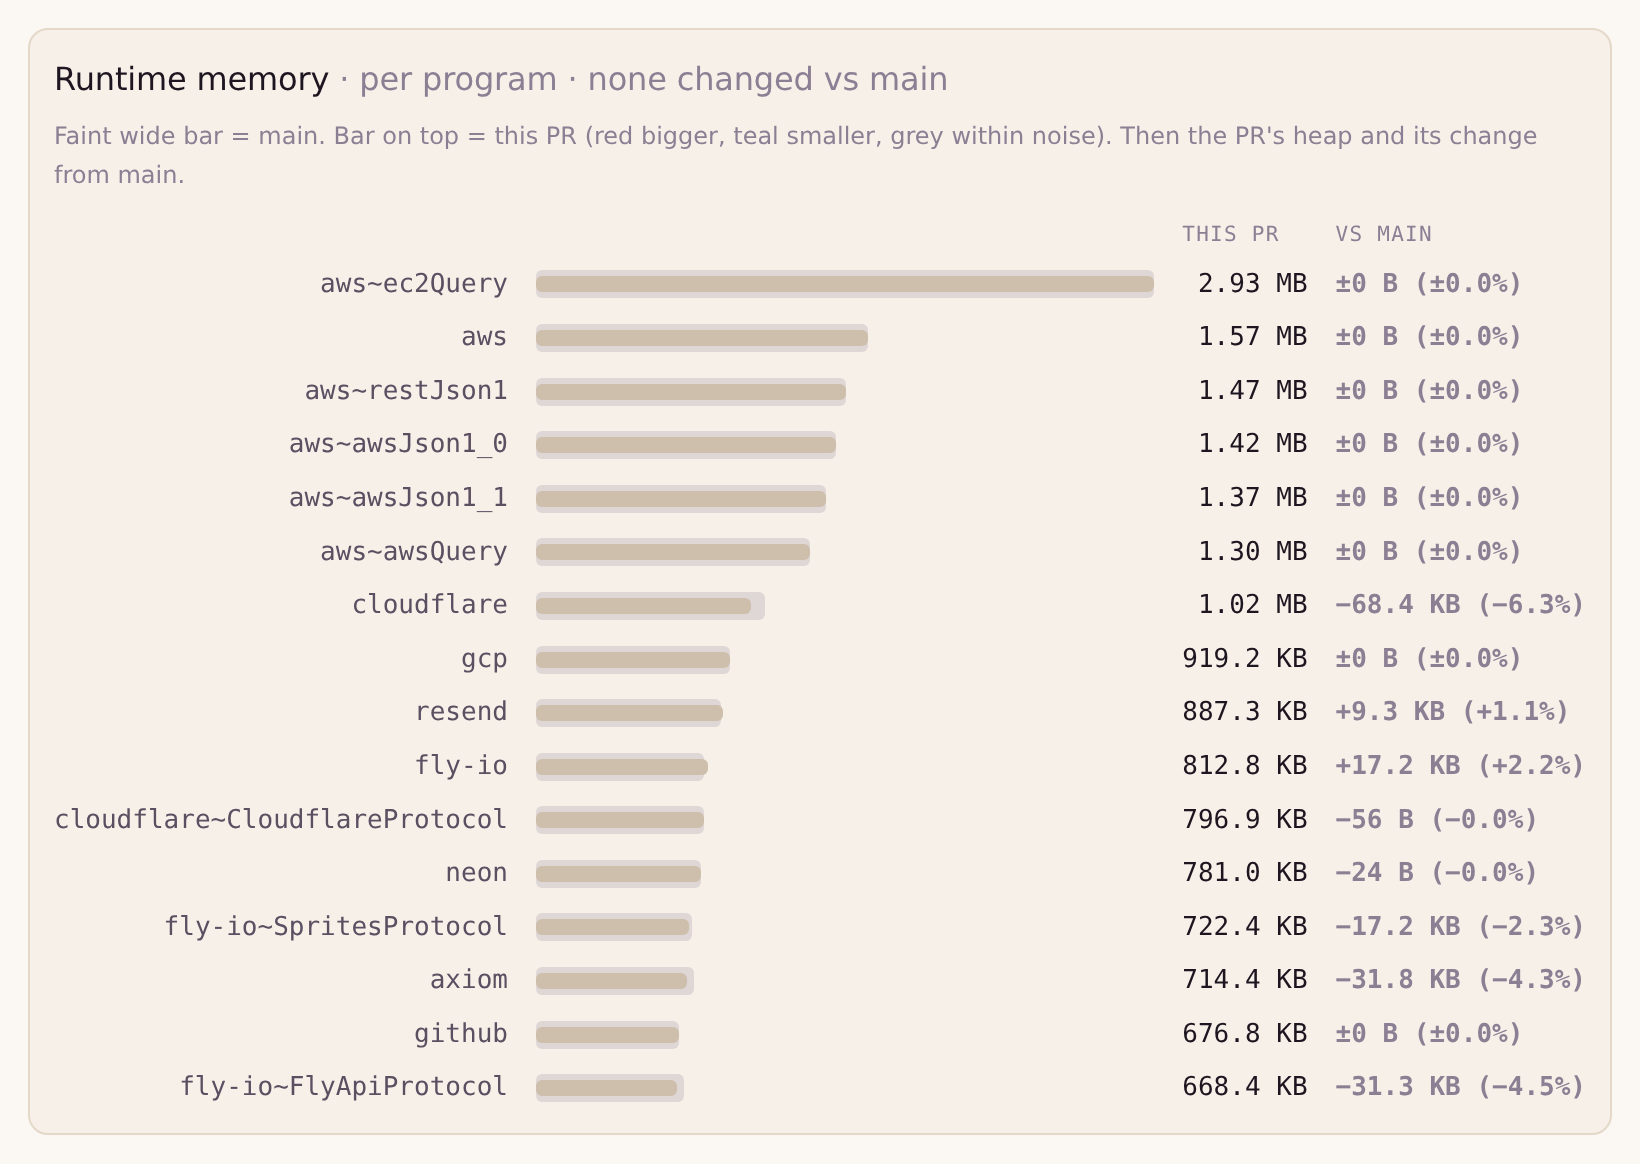 Runtime memory · per program · none changed vs main
Faint wide bar = main. Bar on top = this PR (red bigger, teal smaller, grey within noise). Then the PR's heap and its change
from main.
THIS PR VS MAIN
aws~ec2Query 2.93 MB ±0 B (±0.0%)
aws 1.57 MB ±0 B (±0.0%)
aws~restJson1 1.47 MB ±0 B (±0.0%)
aws~awsJson1_0 1.42 MB ±0 B (±0.0%)
aws~awsJson1_1 1.37 MB ±0 B (±0.0%)
aws~awsQuery 1.30 MB ±0 B (±0.0%)
cloudflare 1.02 MB −68.4 KB (−6.3%)
gcp 919.2 KB ±0 B (±0.0%)
resend 887.3 KB +9.3 KB (+1.1%)
fly-io 812.8 KB +17.2 KB (+2.2%)
cloudflare~CloudflareProtocol 796.9 KB −56 B (−0.0%)
neon 781.0 KB −24 B (−0.0%)
fly-io~SpritesProtocol 722.4 KB −17.2 KB (−2.3%)
axiom 714.4 KB −31.8 KB (−4.3%)
github 676.8 KB ±0 B (±0.0%)
fly-io~FlyApiProtocol 668.4 KB −31.3 KB (−4.5%)